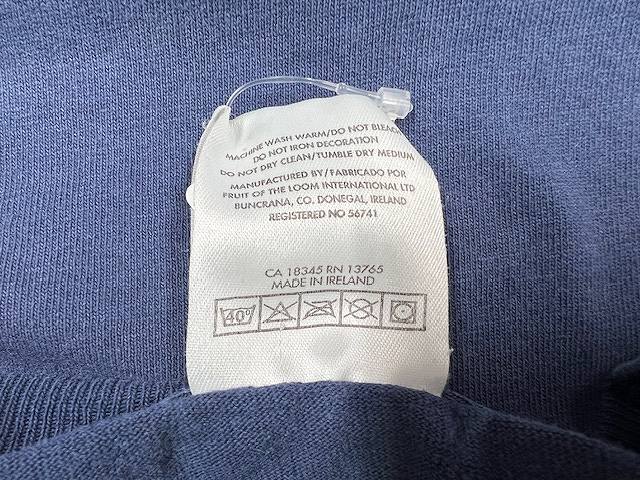 MACHINE WASH WARM/DO NOT BLEACH
DO NOT IRON DECORATION
DO NOT DRY CLEAN/TUMBLE DRY MEDIUM
MANUFACTURED BY/FABRICADO POR
FRUIT OF THE LOOM INTERNATIONAL LTD
BUNCRANA, CO. DONEGAL, IRELAND
REGISTERED NO 56741
CA 18345 RN 13765
MADE IN IRELAND
40°